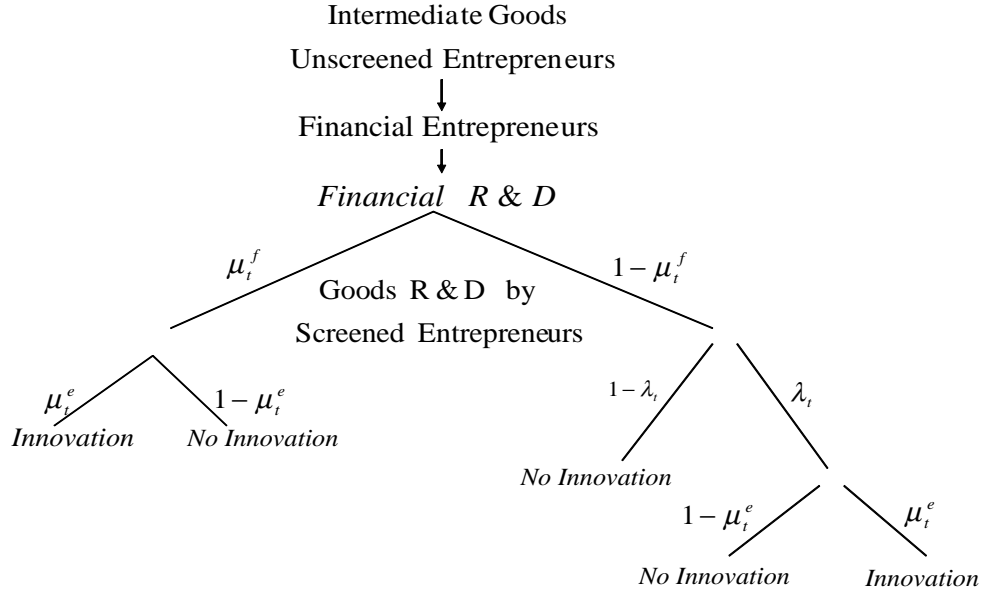 Intermediate Goods
Unscreened Entrepreneurs
Financial Entrepreneurs
Financial R & D
μ_t^f
1 − μ_t^f
Goods R & D by
Screened Entrepreneurs
μ_t^e
1 − μ_t^e
1 − λ_t
λ_t
Innovation
No Innovation
No Innovation
1 − μ_t^e
μ_t^e
No Innovation
Innovation